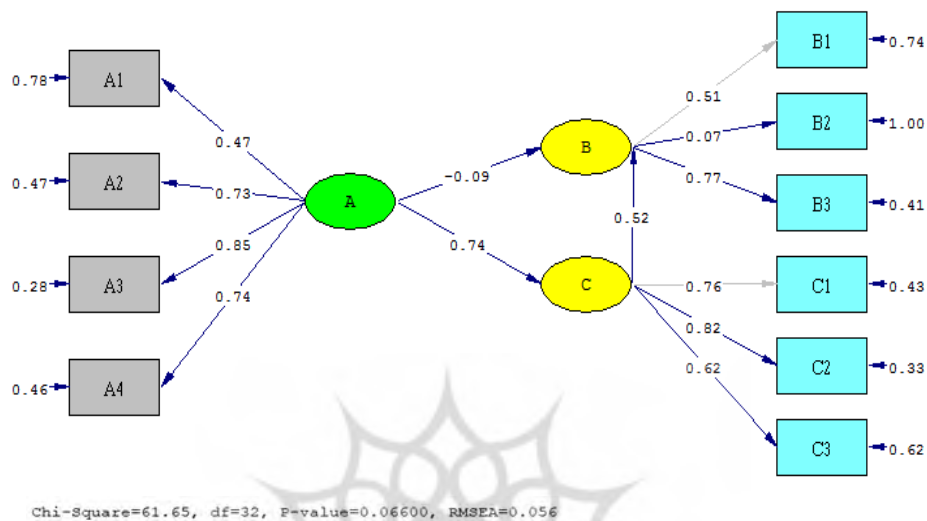 B1
0.74
A1
0.78
0.51
0.47
B2
0.07
1.00
B
A2
0.47
0.73
-0.09
0.77
A
B3
0.41
0.52
0.85
0.74
A3
0.28
0.74
C
0.76
C1
0.43
0.82
0.62
C2
0.33
A4
0.46
C3
0.62
Chi-Square=61.65, df=32, P-value=0.06600, RMSEA=0.056